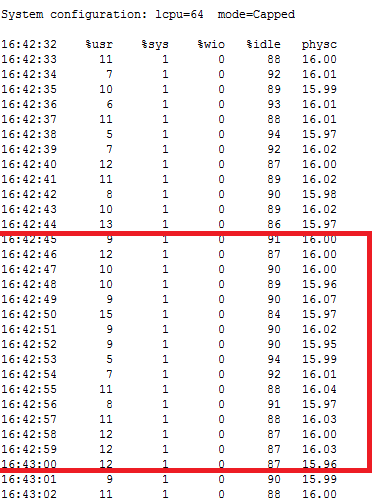 System configuration: lcpu=64  mode=Capped
16:42:32    %usr    %sys    %wio   %idle   physc
16:42:33      11       1       0      88   16.00
16:42:34       7       1       0      92   16.01
16:42:35      10       1       0      89   15.99
16:42:36       6       1       0      93   16.01
16:42:37      11       1       0      88   16.01
16:42:38       5       1       0      94   15.97
16:42:39       7       1       0      92   16.02
16:42:40      12       1       0      87   16.00
16:42:41      11       1       0      89   16.02
16:42:42       8       1       0      90   15.98
16:42:43      10       1       0      89   16.02
16:42:44      13       1       0      86   15.97
16:42:45       9       1       0      91   16.00
16:42:46      12       1       0      87   16.00
16:42:47      10       1       0      90   16.00
16:42:48      10       1       0      89   15.96
16:42:49       9       1       0      90   16.07
16:42:50      15       1       0      84   15.97
16:42:51       9       1       0      90   16.02
16:42:52       9       1       0      90   15.95
16:42:53       5       1       0      94   15.99
16:42:54       7       1       0      92   16.01
16:42:55      11       1       0      88   16.04
16:42:56       8       1       0      91   15.97
16:42:57      11       1       0      88   16.03
16:42:58      12       1       0      87   16.00
16:42:59      12       1       0      87   16.03
16:43:00      12       1       0      87   15.96
16:43:01       9       1       0      90   15.99
16:43:02      11       1       0      88   16.00